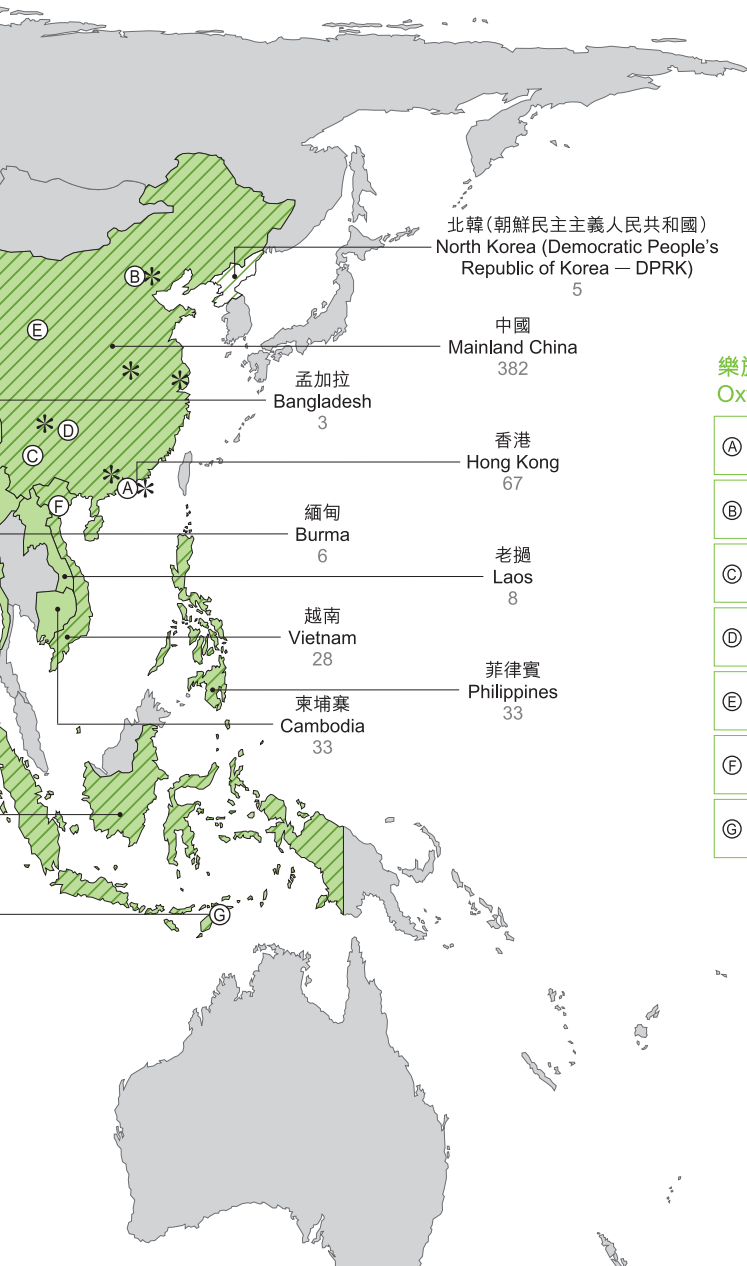 北韓（朝鮮民主主義人民共和國）
North Korea (Democratic People's
Republic of Korea — DPRK)
5
中國
Mainland China
382
孟加拉
Bangladesh
3
香港
Hong Kong
67
緬甸
Burma
6
老撾
Laos
8
越南
Vietnam
28
菲律賓
Philippines
33
柬埔寨
Cambodia
33
B
E
D
C
A
F
G
樂施
Ox
A
B
C
D
E
F
G